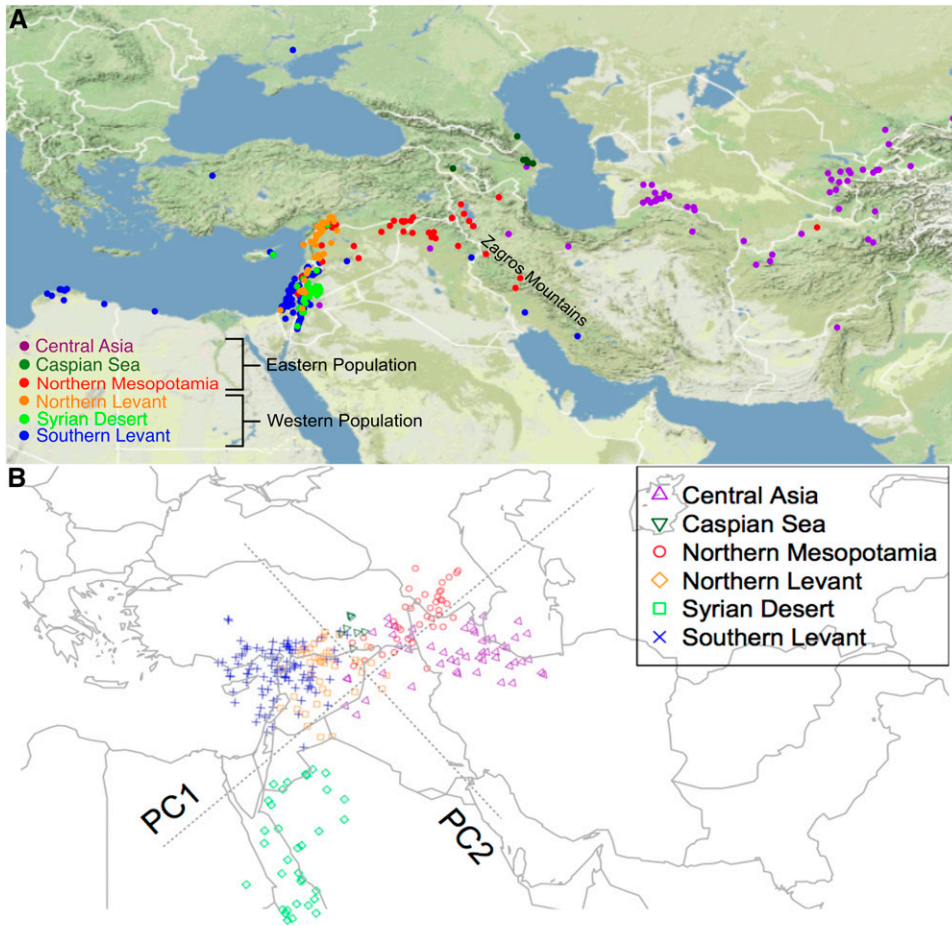 A
Zagros Mountains
Central Asia
Caspian Sea
Northern Mesopotamia
Eastern Population
Northern Levant
Syrian Desert
Southern Levant
Western Population
B
Central Asia
Caspian Sea
Northern Mesopotamia
Northern Levant
Syrian Desert
Southern Levant
PC1
PC2